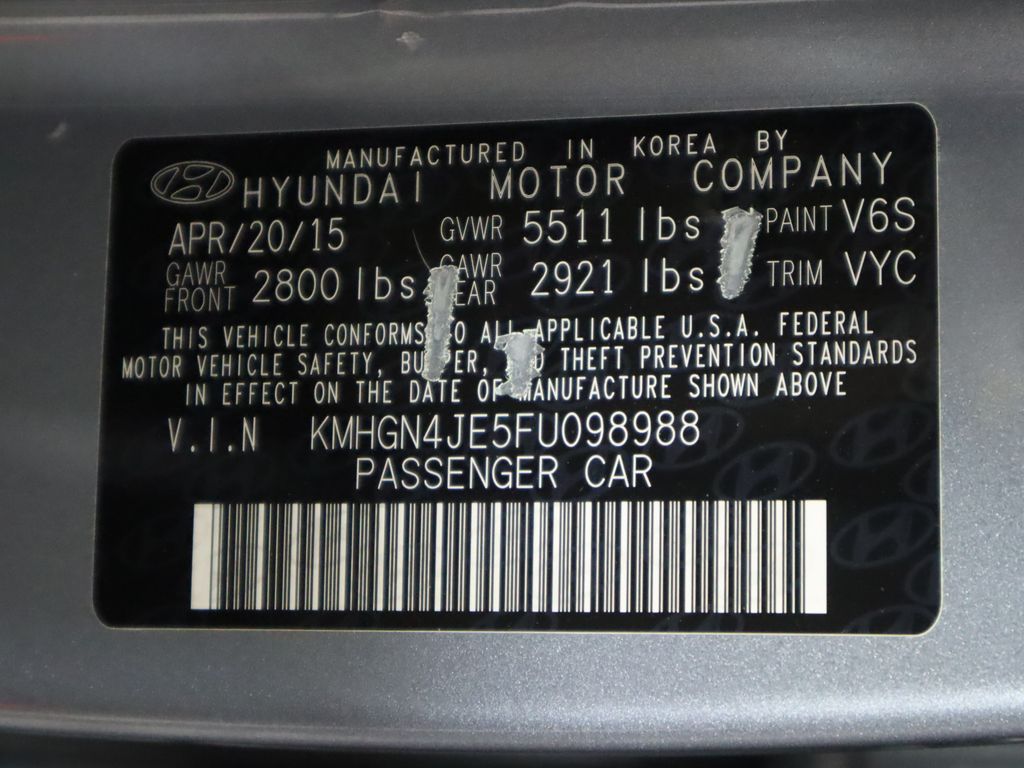 MANUFACTURED IN KOREA BY
HYUNDAI MOTOR COMPANY
APR/20/15 GVWR 5511 lbs PAINT V6S
GAWR FRONT 2800 lbs GAWR 2921 lbs TRIM VYC
THIS VEHICLE CONFORMS APPLICABLE U.S.A. FEDERAL
MOTOR VEHICLE SAFETY, THEFT PREVENTION STANDARDS
IN EFFECT ON THE DATE OF MANUFACTURE SHOWN ABOVE
V.I.N KMHGN4JE5FU098988
PASSENGER CAR